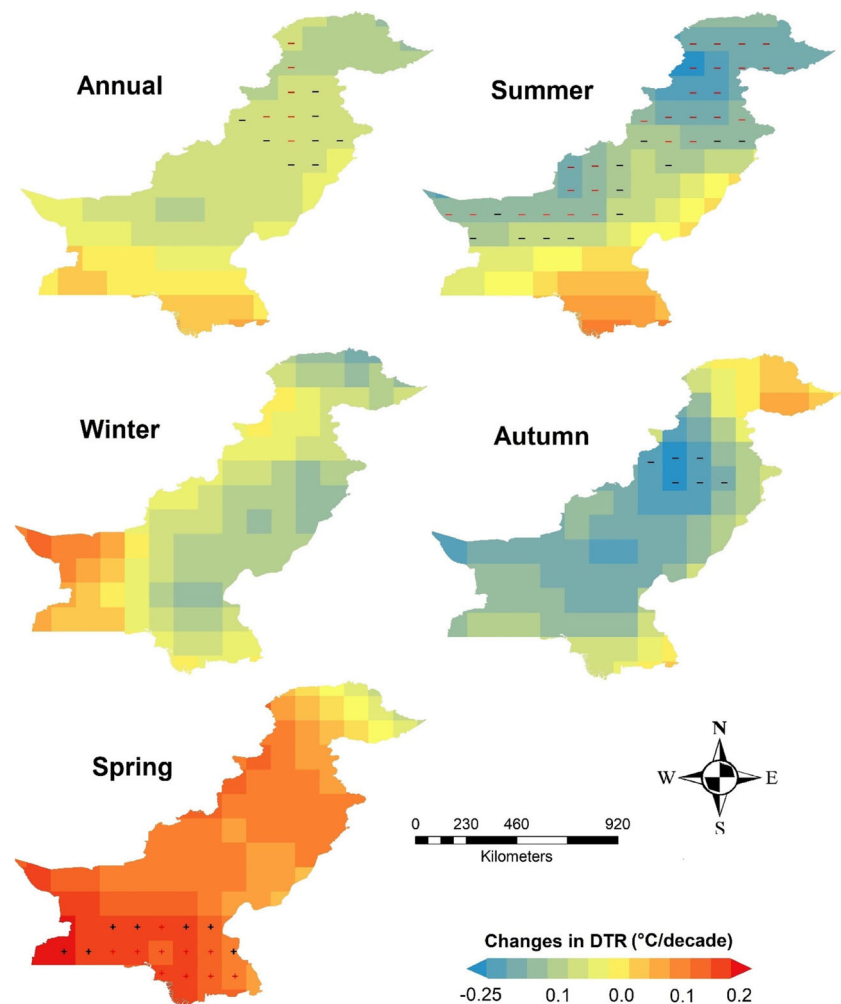 Annual
Summer
Winter
Autumn
Spring
N
W E
S
0 230 460 920
Kilometers
Changes in DTR (°C/decade)
-0.25 0.1 0.0 0.1 0.2